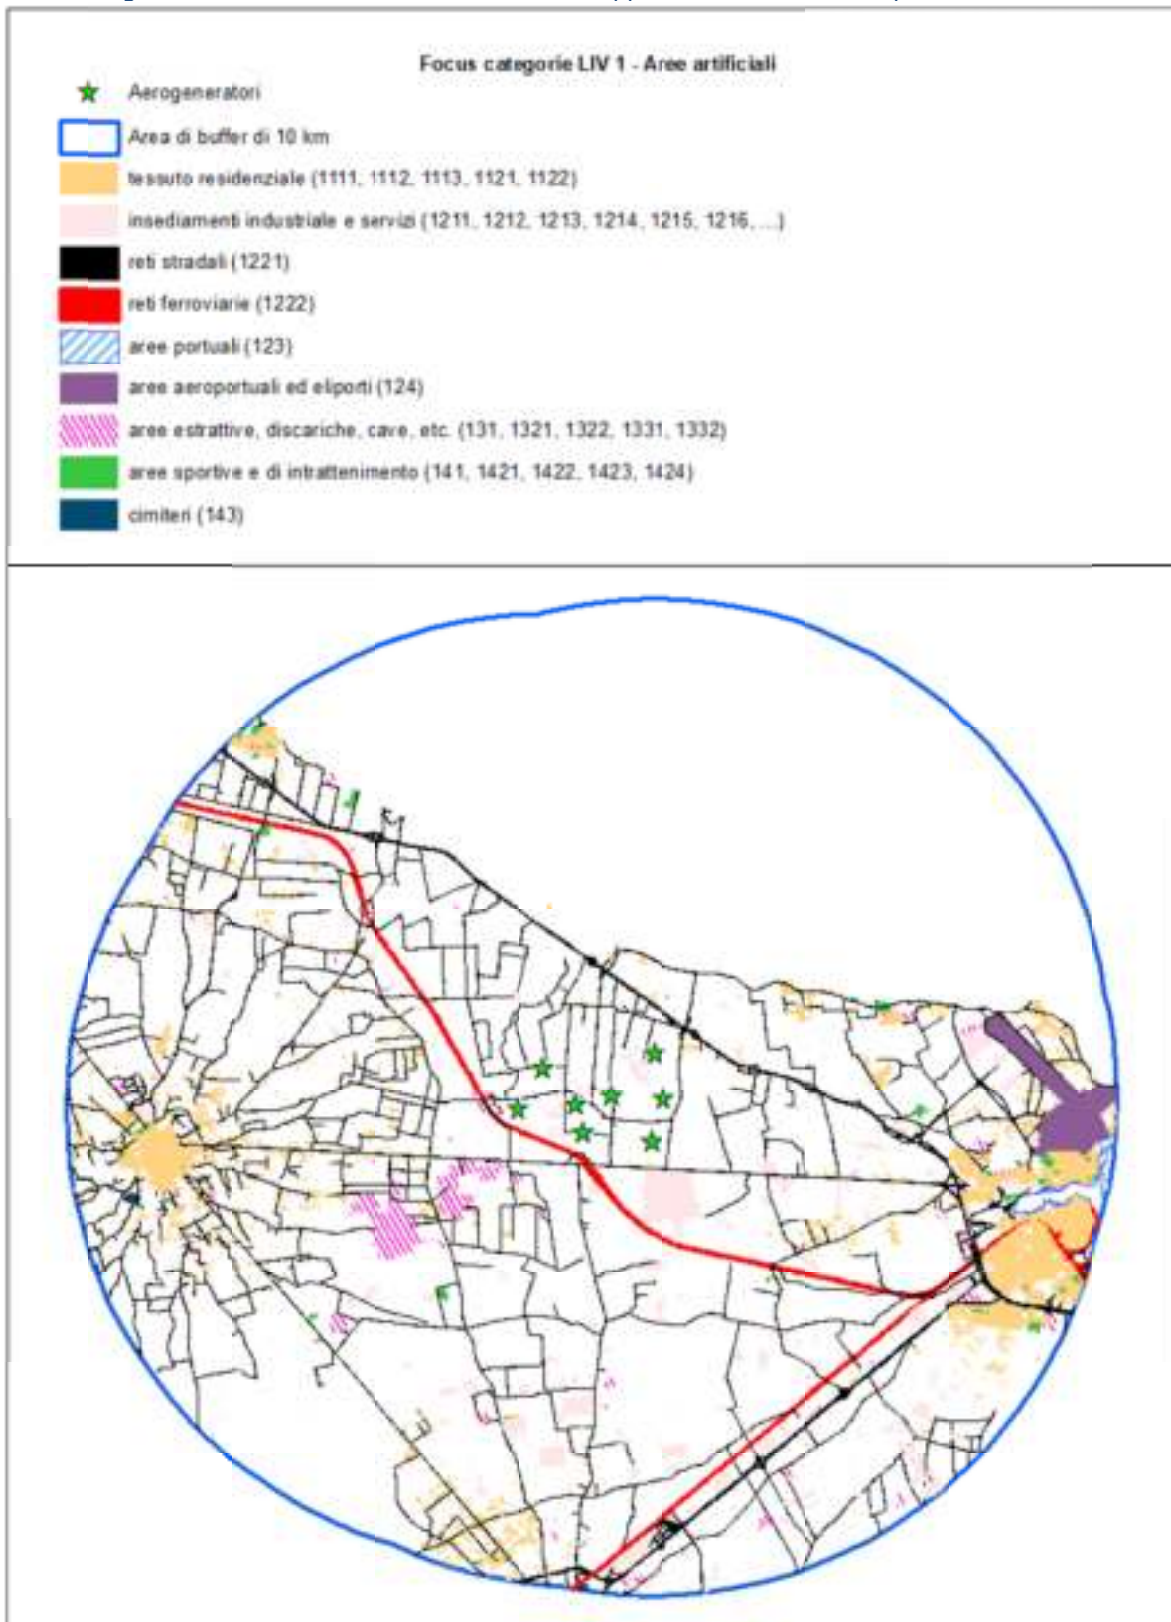 Focus categorie LIV 1 - Aree artificiali
Aerogeneratori
Area di buffer di 10 km
tessuto residenziale (1111, 1112, 1113, 1121, 1122)
insediamenti industriale e servizi (1211, 1212, 1213, 1214, 1215, 1216, ...)
reti stradali (1221)
reti ferroviarie (1222)
aree portuali (123)
aree aeroportuali ed eliporti (124)
aree estrattive, discariche, cave, etc. (131, 1321, 1322, 1331, 1332)
aree sportive e di intrattenimento (141, 1421, 1422, 1423, 1424)
cimiteri (143)